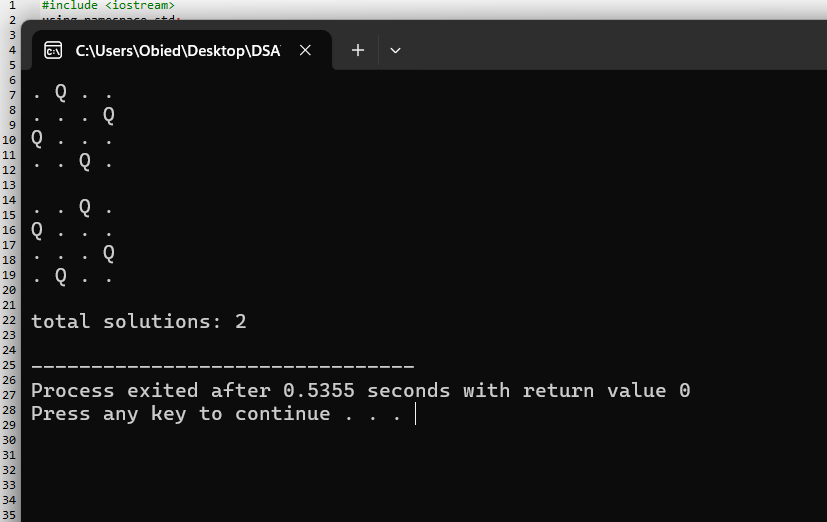 1 #include <iostream>
2 using namespace std;
3
4 C:\Users\Obied\Desktop\DSA
5
6
7 . Q . .
8 . . . Q
9
10 Q . . .
11
12 . . Q .
13
14
15 . . Q .
16 Q . . .
17
18 . . . Q
19 . Q . .
20
21
22 total solutions: 2
23
24
25 --------------------------------
26
27 Process exited after 0.5355 seconds with return value 0
28 Press any key to continue . . .
29
30
31
32
33
34
35